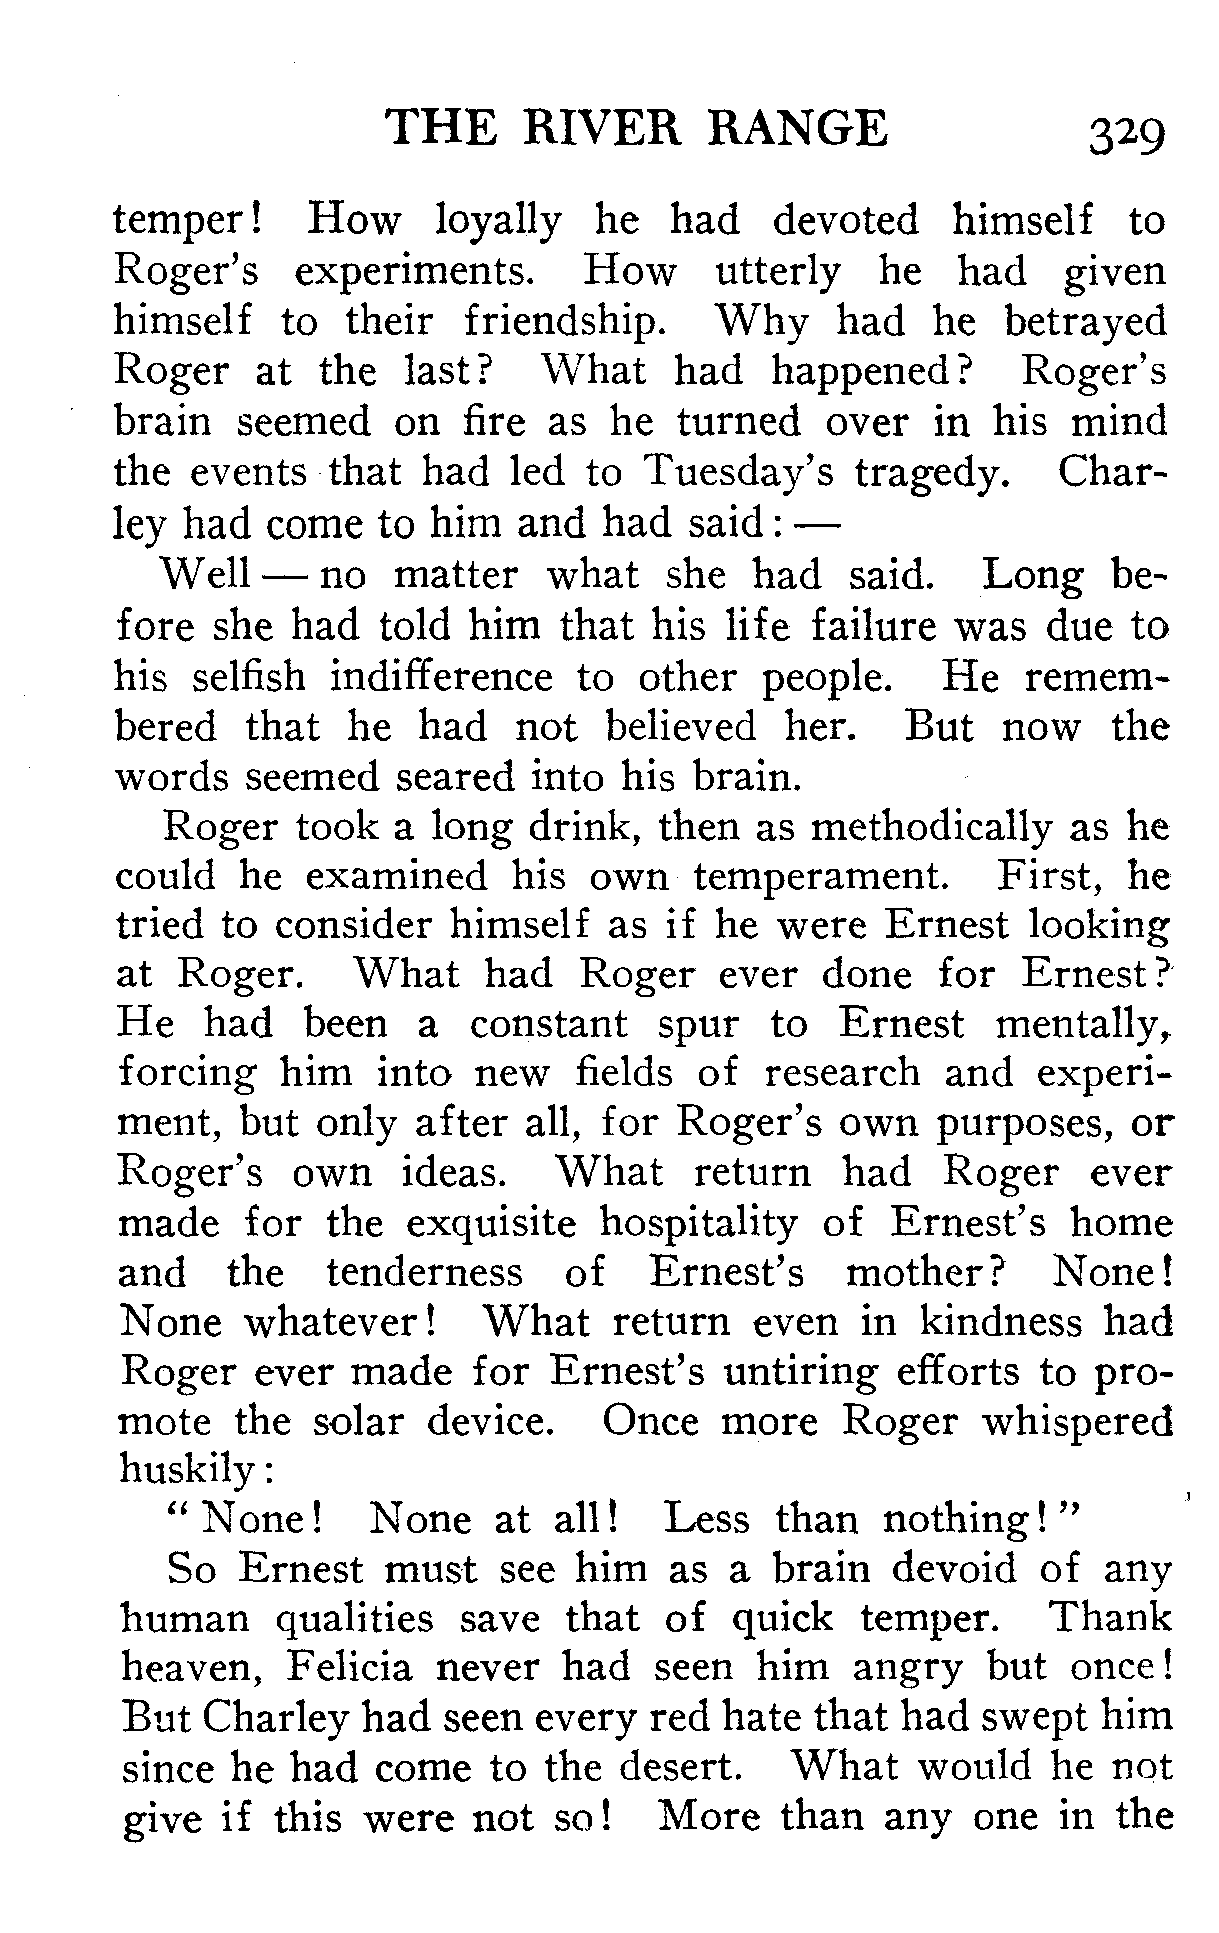 THE RIVER RANGE 329
temper! How loyally he had devoted himself to
Roger's experiments. How utterly he had given
himself to their friendship. Why had he betrayed
Roger at the last? What had happened? Roger's
brain seemed on fire as he turned over in his mind
the events that had led to Tuesday's tragedy. Char-
ley had come to him and had said: —
Well — no matter what she had said. Long be-
fore she had told him that his life failure was due to
his selfish indifference to other people. He remem-
bered that he had not believed her. But now the
words seemed seared into his brain.
Roger took a long drink, then as methodically as he
could he examined his own temperament. First, he
tried to consider himself as if he were Ernest looking
at Roger. What had Roger ever done for Ernest?
He had been a constant spur to Ernest mentally,
forcing him into new fields of research and experi-
ment, but only after all, for Roger's own purposes, or
Roger's own ideas. What return had Roger ever
made for the exquisite hospitality of Ernest's home
and the tenderness of Ernest's mother? None!
None whatever! What return even in kindness had
Roger ever made for Ernest's untiring efforts to pro-
mote the solar device. Once more Roger whispered
huskily:
"None! None at all! Less than nothing!"
So Ernest must see him as a brain devoid of any
human qualities save that of quick temper. Thank
heaven, Felicia never had seen him angry but once!
But Charley had seen every red hate that had swept him
since he had come to the desert. What would he not
give if this were not so! More than any one in the